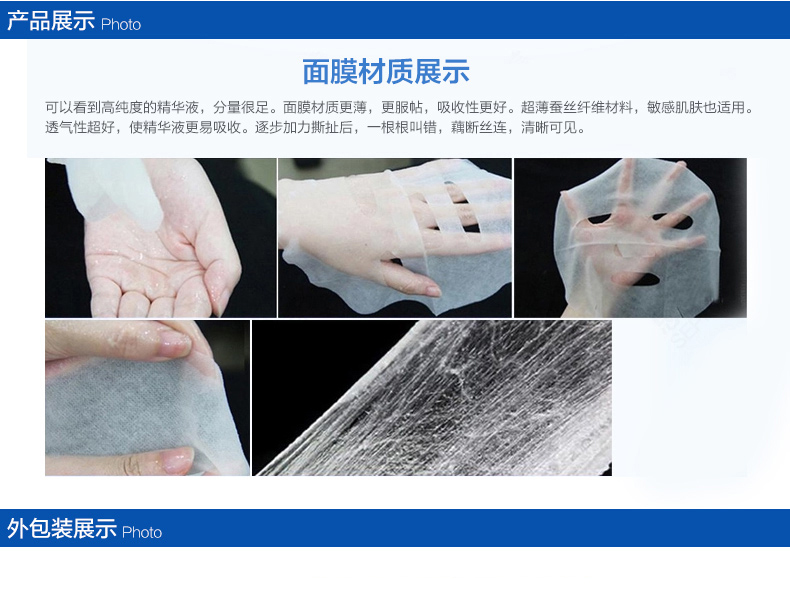 产品展示 Photo
面膜材质展示
可以看到高纯度的精华液，分量很足。面膜材质更薄，更服帖，吸收性更好。超薄蚕丝纤维材料，敏感肌肤也适用。
透气性超好，使精华液更易吸收。逐步加力撕扯后，一根根叫错，藕断丝连，清晰可见。
外包装展示 Photo